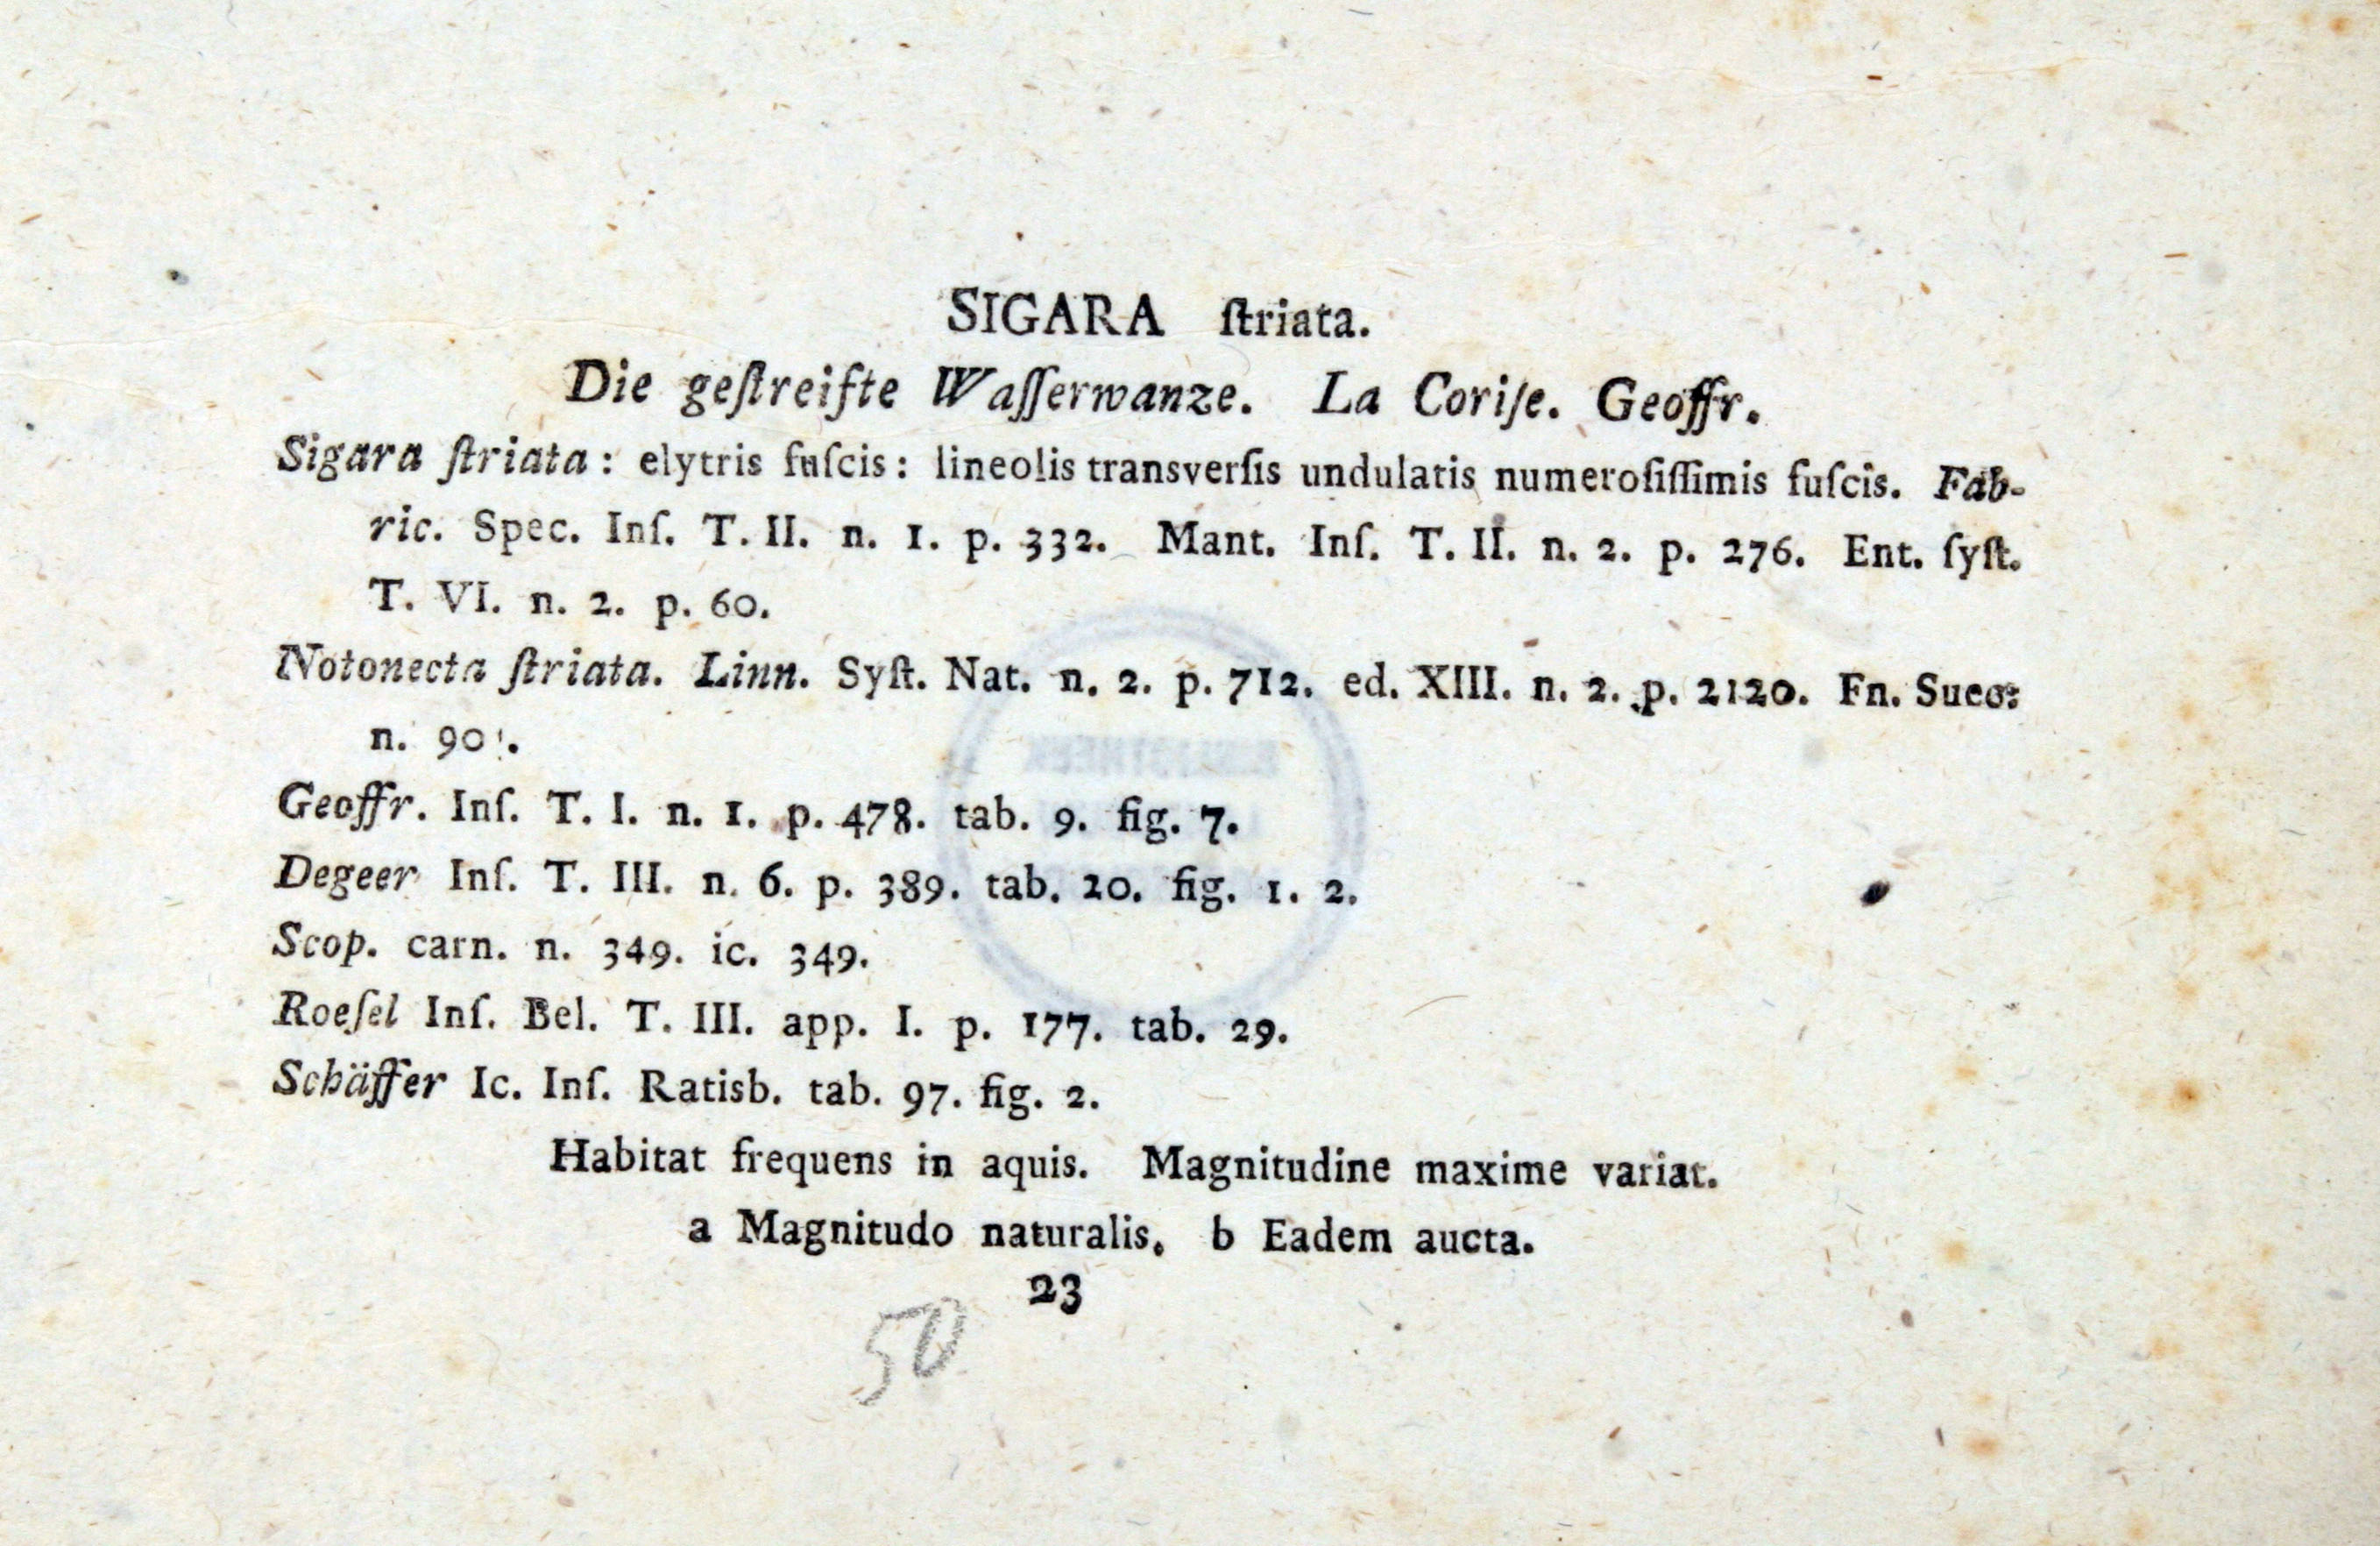 SIGARA ſtriata.
Die geſtreifte Waſſerwanze. La Coriſe. Geoffr.
Sigara ſtriata: elytris fuſcis: lineolis transverſis undulatis numeroſiſſimis fuſcis. Fab-
ric. Spec. Inſ. T. II. n. 1. p. 332. Mant. Inſ. T. II. n. 2. p. 276. Ent. ſyſt.
T. VI. n. 2. p. 60.
Notonecta ſtriata. Linn. Syſt. Nat. n. 2. p. 712. ed. XIII. n. 2. p. 2120. Fn. Suec.
n. 90
Geoffr. Inſ. T. I. n. 1. p. 478. tab. 9. fig. 7.
Degeer Inſ. T. III. n. 6. p. 389. tab. 20. fig. 1. 2.
Scop. carn. n. 349. ic. 349.
Roeſel Inſ. Bel. T. III. app. I. p. 177. tab. 29.
Schäffer Ic. Inſ. Ratisb. tab. 97. fig. 2.
Habitat frequens in aquis. Magnitudine maxime variat.
a Magnitudo naturalis. b Eadem aucta.
23
50